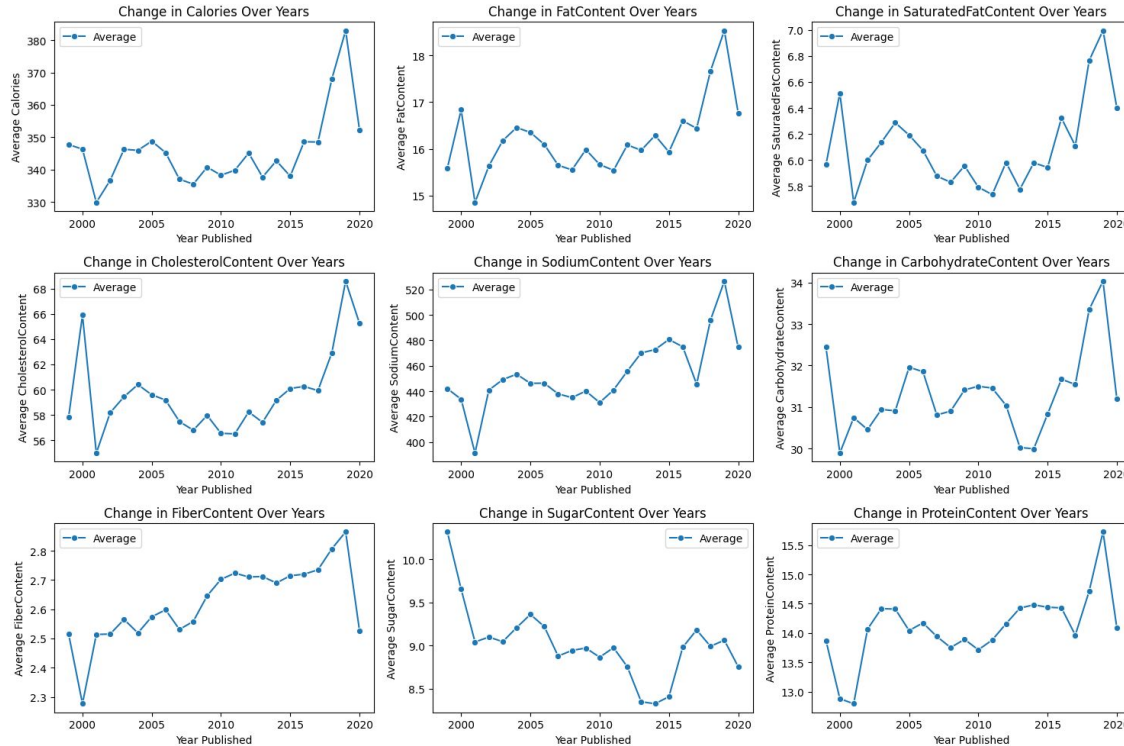 Change in Calories Over Years
Average
380
370
360
350
340
330
Average Calories
2000
2005
2010
2015
2020
Year Published
Change in FatContent Over Years
Average
18
17
16
15
Average FatContent
2000
2005
2010
2015
2020
Year Published
Change in SaturatedFatContent Over Years
Average
7.0
6.8
6.6
6.4
6.2
6.0
5.8
Average SaturatedFatContent
2000
2005
2010
2015
2020
Year Published
Change in CholesterolContent Over Years
Average
68
66
64
62
60
58
56
Average CholesterolContent
2000
2005
2010
2015
2020
Year Published
Change in SodiumContent Over Years
Average
520
500
480
460
440
420
400
Average SodiumContent
2000
2005
2010
2015
2020
Year Published
Change in CarbohydrateContent Over Years
Average
34
33
32
31
30
Average CarbohydrateContent
2000
2005
2010
2015
2020
Year Published
Change in FiberContent Over Years
Average
2.8
2.7
2.6
2.5
2.4
2.3
Average FiberContent
2000
2005
2010
2015
2020
Year Published
Change in SugarContent Over Years
Average
10.0
9.5
9.0
8.5
Average SugarContent
2000
2005
2010
2015
2020
Year Published
Change in ProteinContent Over Years
Average
15.5
15.0
14.5
14.0
13.5
13.0
Average ProteinContent
2000
2005
2010
2015
2020
Year Published